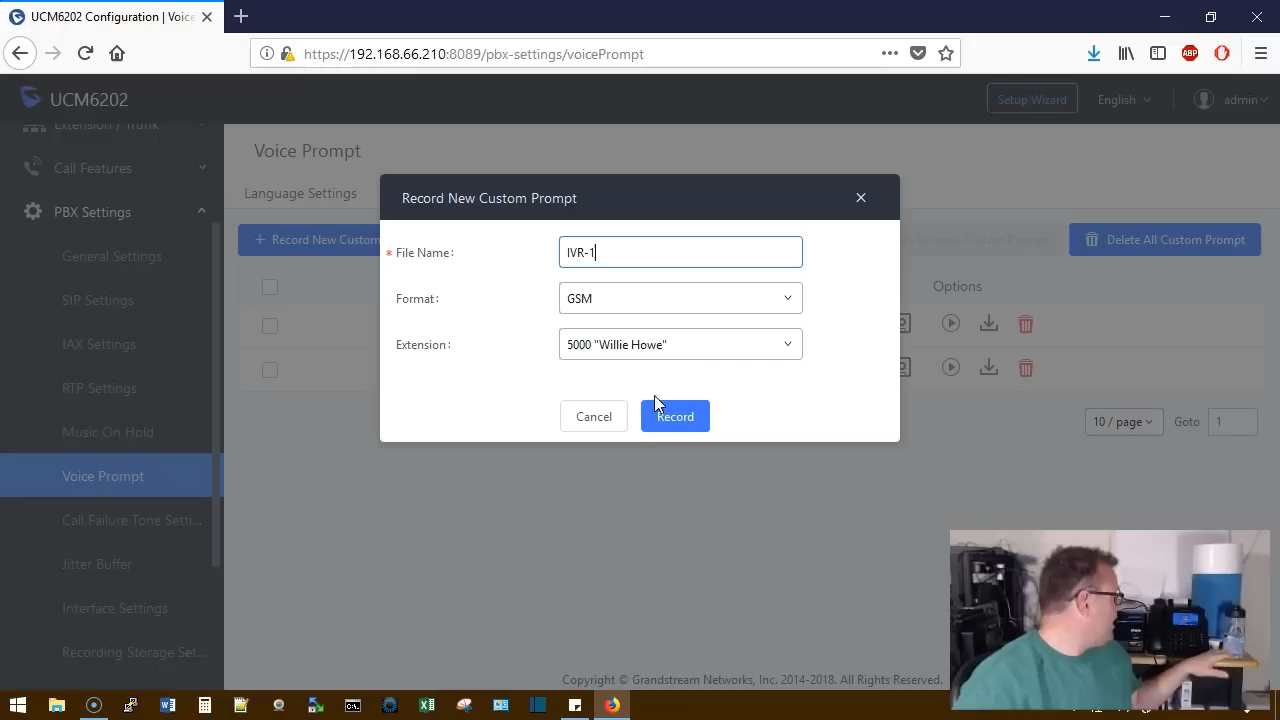 UCM6202 Configuration | Voice
https://192.168.66.210:8089/pbx-settings/voicePrompt
ABP
UCM6202
Setup Wizard
English
admin
Extension / Trunk
Call Features
PBX Settings
General Settings
SIP Settings
IAX Settings
RTP Settings
Music On Hold
Voice Prompt
Call Failure Tone Setti...
Jitter Buffer
Interface Settings
Recording Storage Set...
Voice Prompt
Language Settings
+ Record New Custom
Delete All Custom Prompt
Options
10 / page
Goto
1
Record New Custom Prompt
* File Name:
IVR-1
Format:
GSM
Extension:
5000 "Willie Howe"
Cancel
Record
Copyright © Grandstream Networks, Inc. 2014-2018. All Rights Reserved.